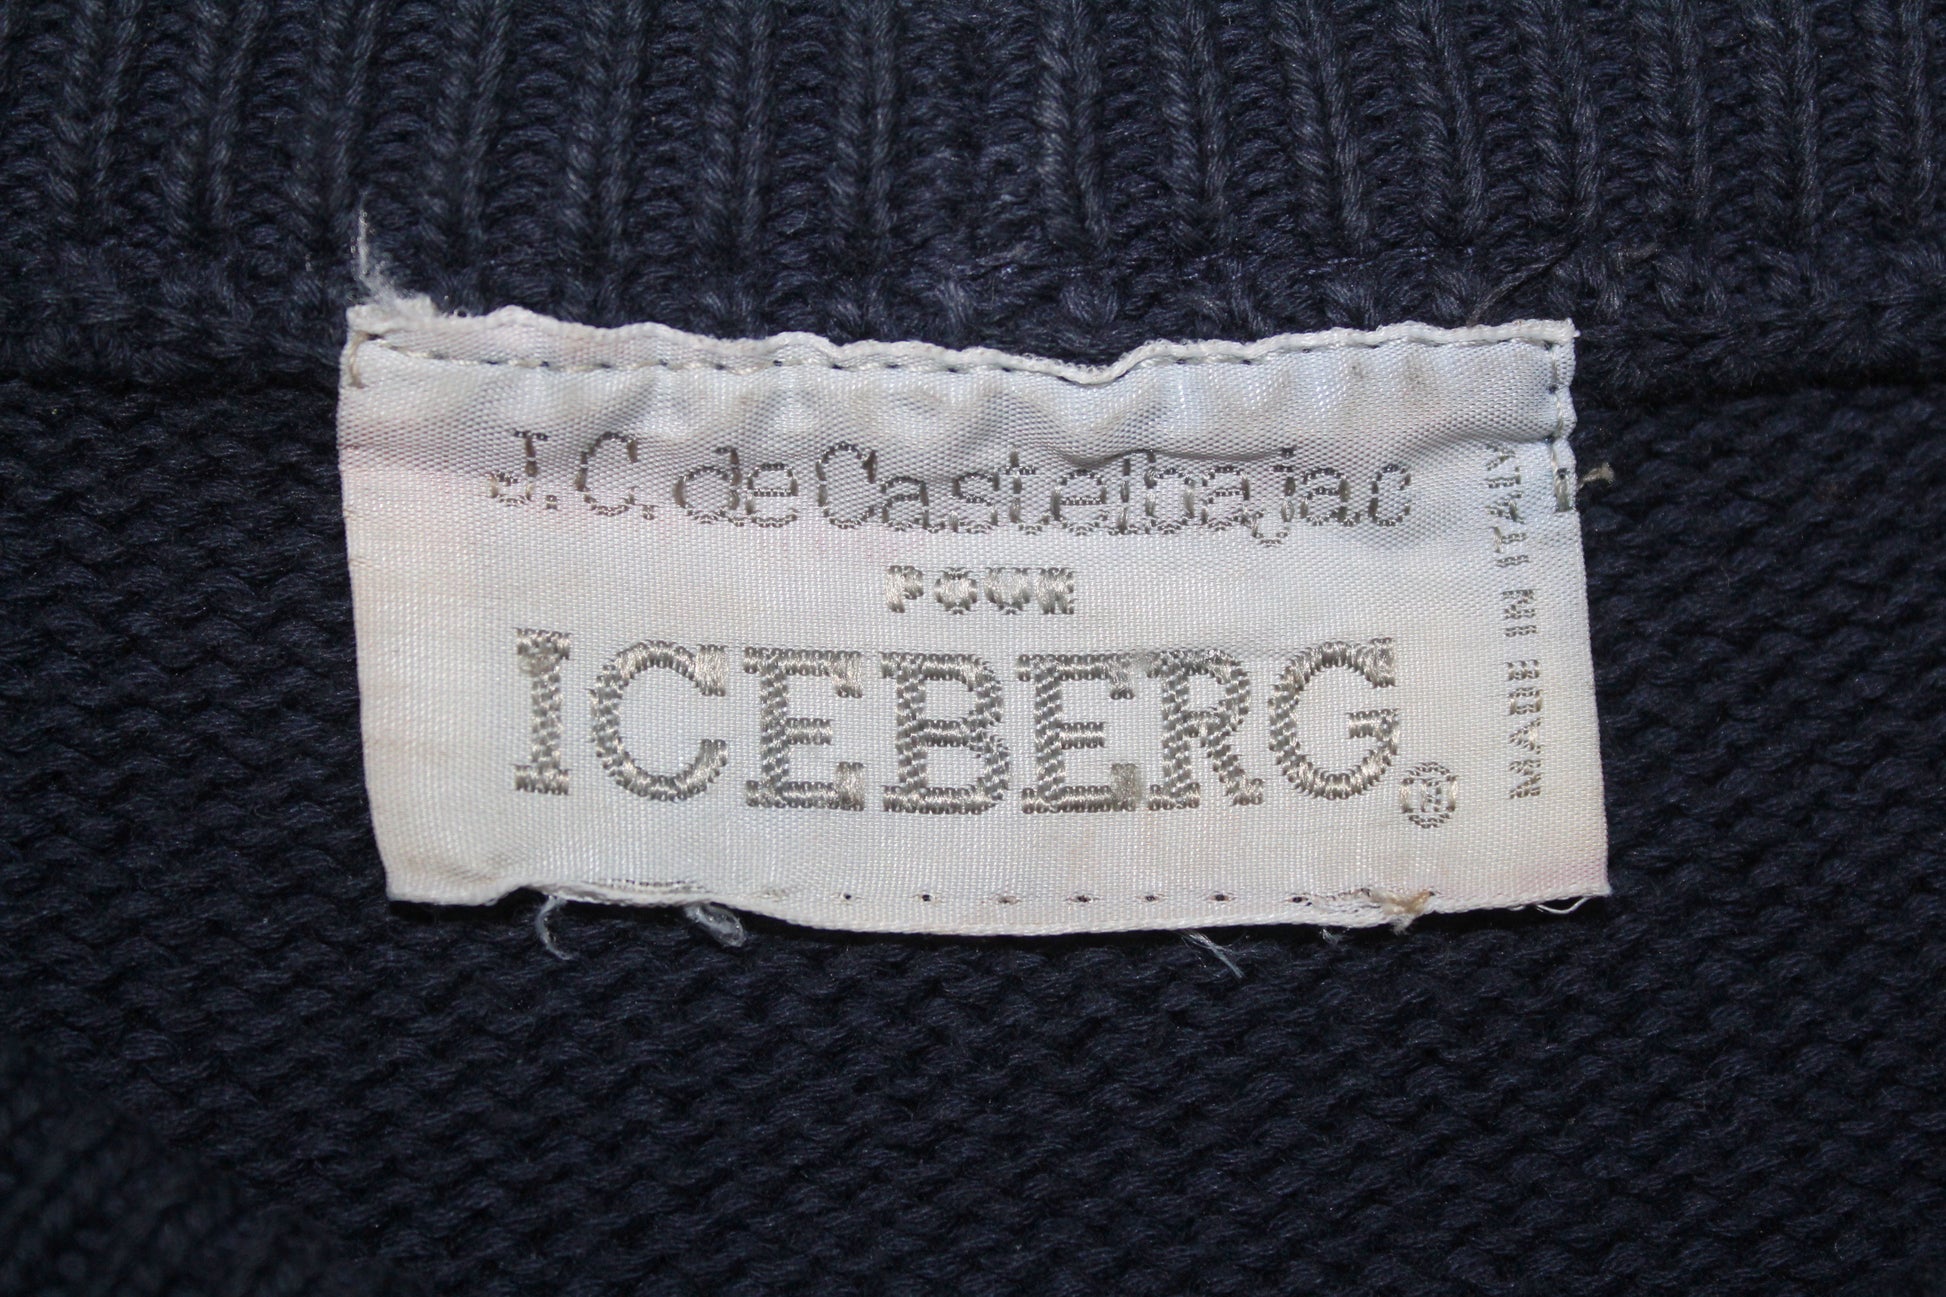 J.C. de Castelbajac
POUR
ICEBERG®
MADE IN ITALY